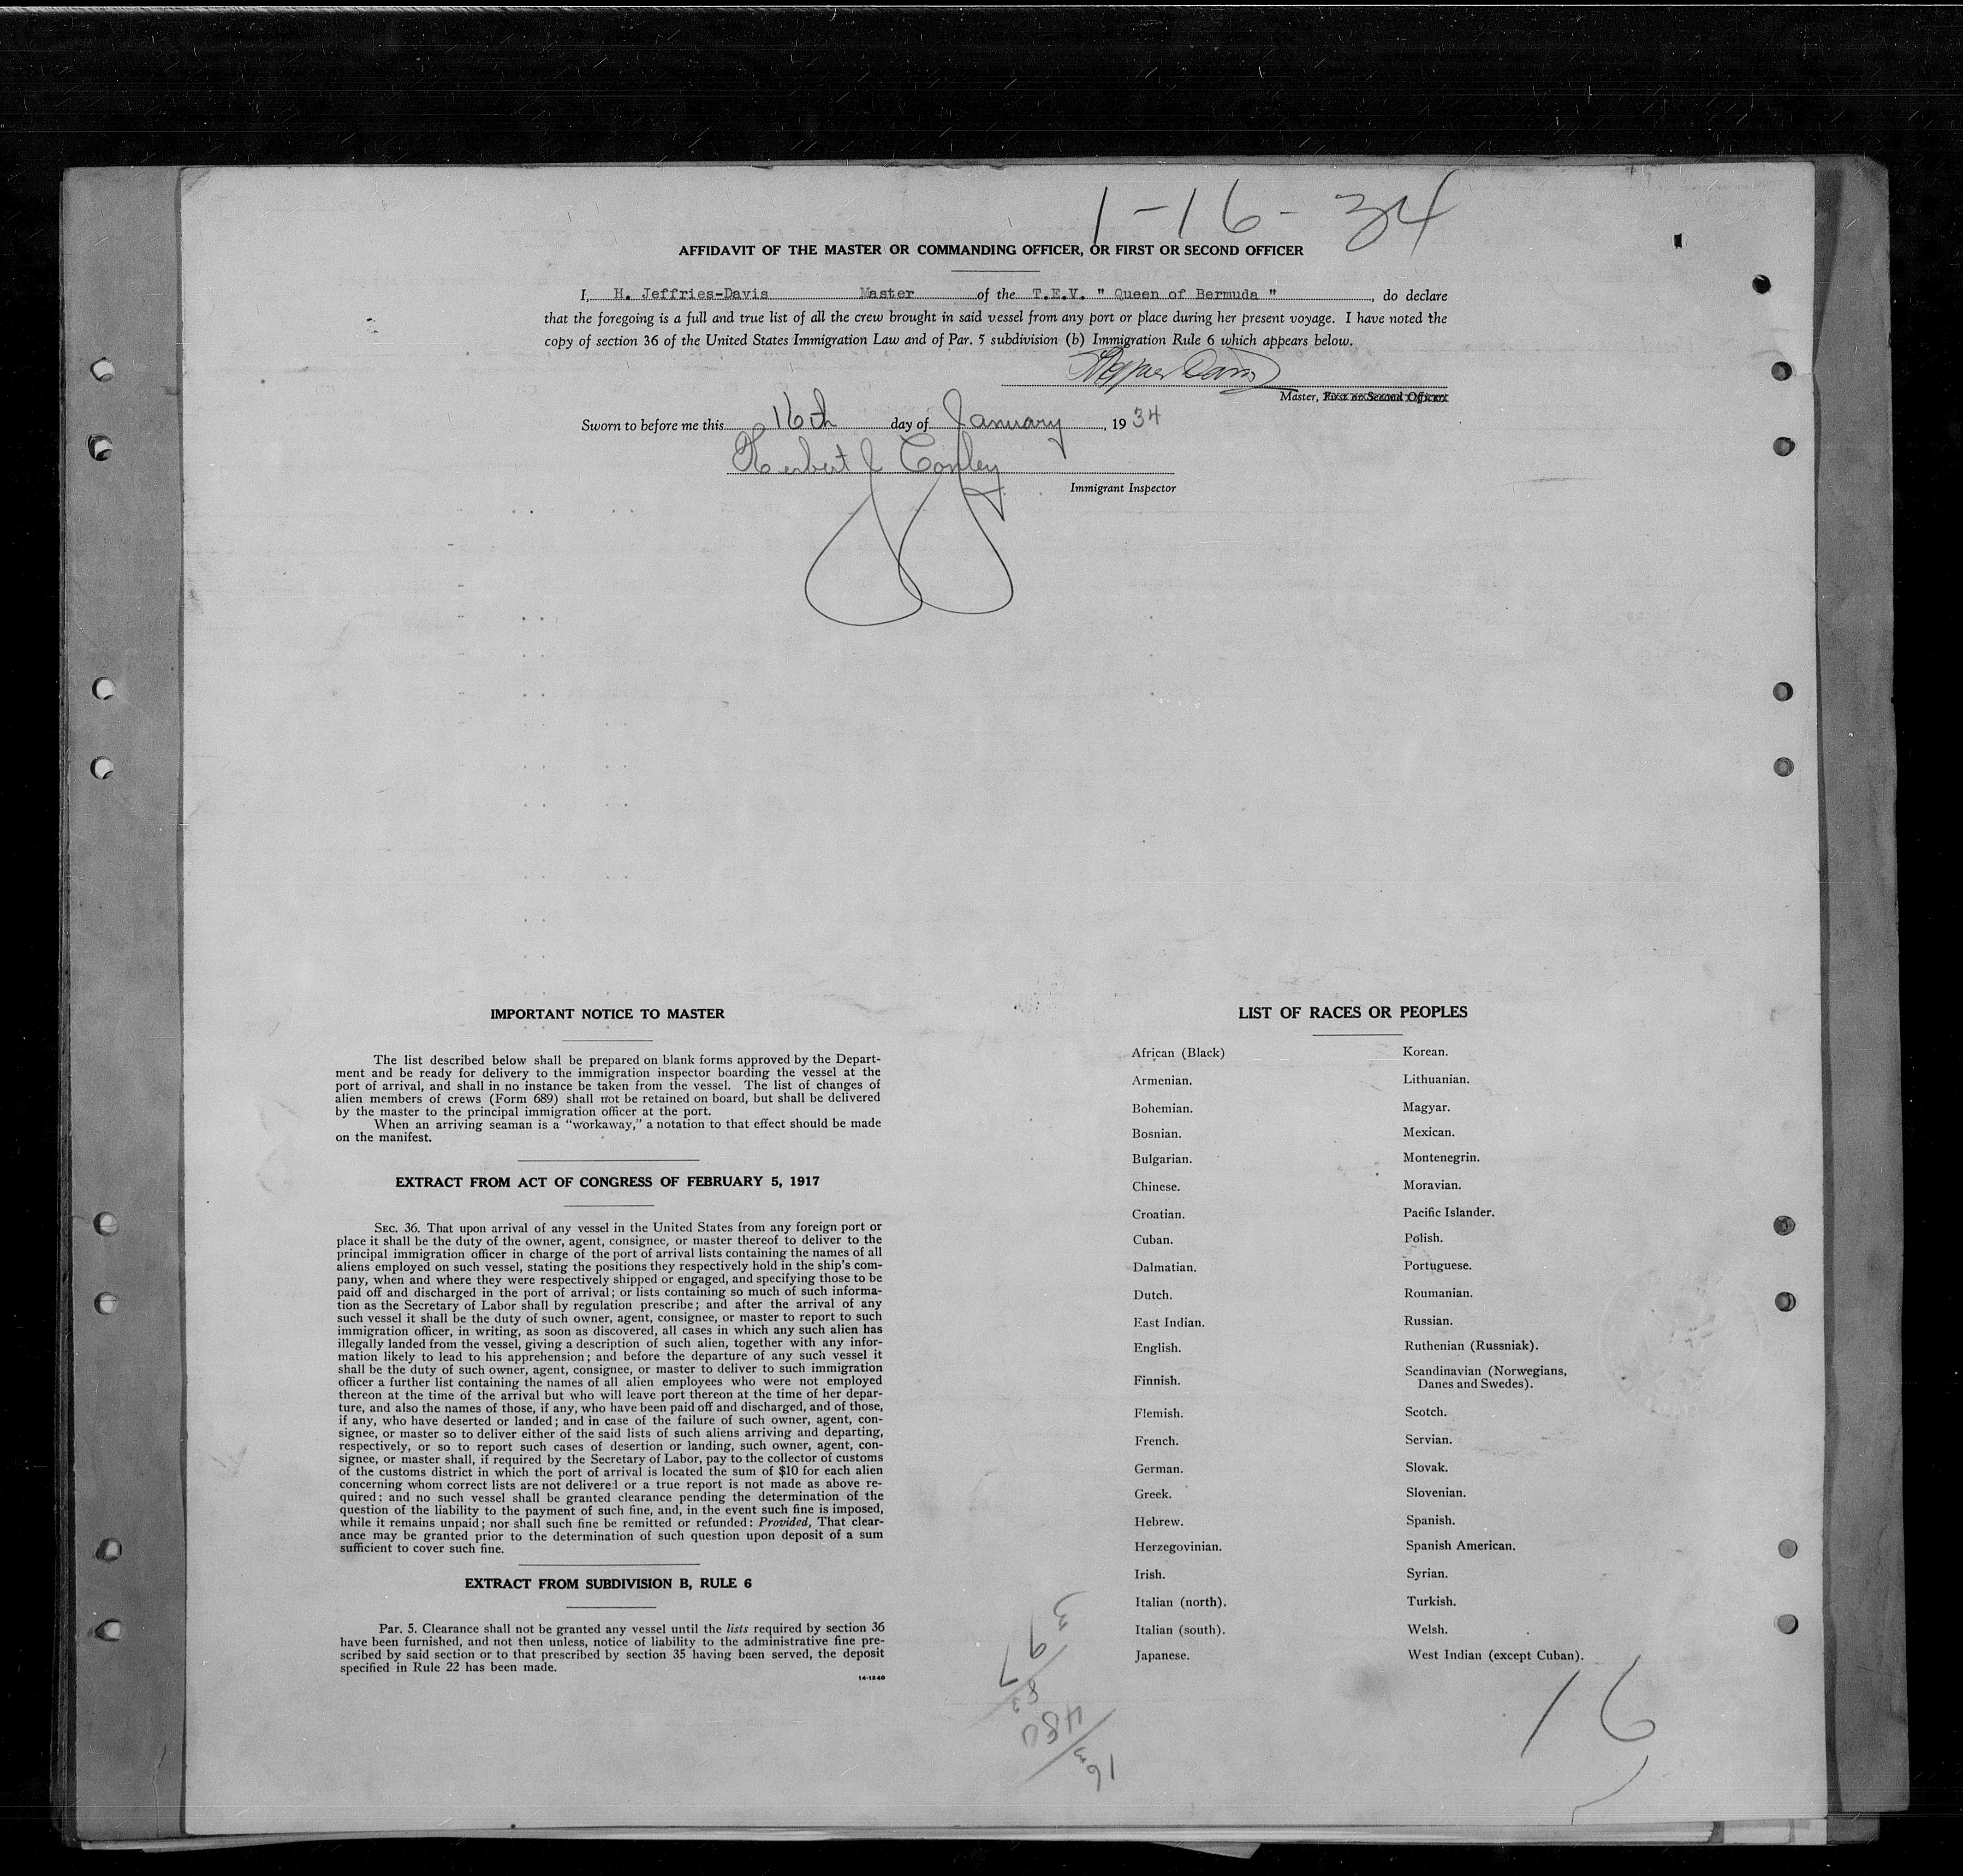 1-16-34
AFFIDAVIT OF THE MASTER OR COMMANDING OFFICER, OR FIRST OR SECOND OFFICER
I, H. Jeffries-Davis Master of the T.E.V. " Queen of Bermuda ", do declare
that the foregoing is a full and true list of all the crew brought in said vessel from any port or place during her present voyage. I have noted the
copy of section 36 of the United States Immigration Law and of Par. 5 subdivision (b) Immigration Rule 6 which appears below.
Master, First or Second Officer
Sworn to before me this 16th day of January, 1934
Herbert J Conley
Immigrant Inspector
IMPORTANT NOTICE TO MASTER
The list described below shall be prepared on blank forms approved by the Depart-
ment and be ready for delivery to the immigration inspector boarding the vessel at the
port of arrival, and shall in no instance be taken from the vessel. The list of changes of
alien members of crews (Form 689) shall not be retained on board, but shall be delivered
by the master to the principal immigration officer at the port.
When an arriving seaman is a "workaway," a notation to that effect should be made
on the manifest.
EXTRACT FROM ACT OF CONGRESS OF FEBRUARY 5, 1917
SEC. 36. That upon arrival of any vessel in the United States from any foreign port or
place it shall be the duty of the owner, agent, consignee, or master thereof to deliver to the
principal immigration officer in charge of the port of arrival lists containing the names of all
aliens employed on such vessel, stating the positions they respectively hold in the ship's com-
pany, when and where they were respectively shipped or engaged, and specifying those to be
paid off and discharged in the port of arrival; or lists containing so much of such informa-
tion as the Secretary of Labor shall by regulation prescribe; and after the arrival of any
such vessel it shall be the duty of such owner, agent, consignee, or master to report to such
immigration officer, in writing, as soon as discovered, all cases in which any such alien has
illegally landed from the vessel, giving a description of such alien, together with any infor-
mation likely to lead to his apprehension; and before the departure of any such vessel it
shall be the duty of such owner, agent, consignee, or master to deliver to such immigration
officer a further list containing the names of all alien employees who were not employed
thereon at the time of the arrival but who will leave port thereon at the time of her depar-
ture, and also the names of those, if any, who have been paid off and discharged, and of those,
if any, who have deserted or landed; and in case of the failure of such owner, agent, con-
signee, or master so to deliver either of the said lists of such aliens arriving and departing,
respectively, or so to report such cases of desertion or landing, such owner, agent, con-
signee, or master shall, if required by the Secretary of Labor, pay to the collector of customs
of the customs district in which the port of arrival is located the sum of $10 for each alien
concerning whom correct lists are not delivered or a true report is not made as above re-
quired; and no such vessel shall be granted clearance pending the determination of the
question of the liability to the payment of such fine, and, in the event such fine is imposed,
while it remains unpaid; nor shall such fine be remitted or refunded: Provided, That clear-
ance may be granted prior to the determination of such question upon deposit of a sum
sufficient to cover such fine.
EXTRACT FROM SUBDIVISION B, RULE 6
Par. 5. Clearance shall not be granted any vessel until the lists required by section 36
have been furnished, and not then unless, notice of liability to the administrative fine pre-
scribed by said section or to that prescribed by section 35 having been served, the deposit
specified in Rule 22 has been made.
14-1240
LIST OF RACES OR PEOPLES
African (Black)
Armenian.
Bohemian.
Bosnian.
Bulgarian.
Chinese.
Croatian.
Cuban.
Dalmatian.
Dutch.
East Indian.
English.
Finnish.
Flemish.
French.
German.
Greek.
Hebrew.
Herzegovinian.
Irish.
Italian (north).
Italian (south).
Japanese.
Korean.
Lithuanian.
Magyar.
Mexican.
Montenegrin.
Moravian.
Pacific Islander.
Polish.
Portuguese.
Roumanian.
Russian.
Ruthenian (Russniak).
Scandinavian (Norwegians,
Danes and Swedes).
Scotch.
Servian.
Slovak.
Slovenian.
Spanish.
Spanish American.
Syrian.
Turkish.
Welsh.
West Indian (except Cuban).
480
16